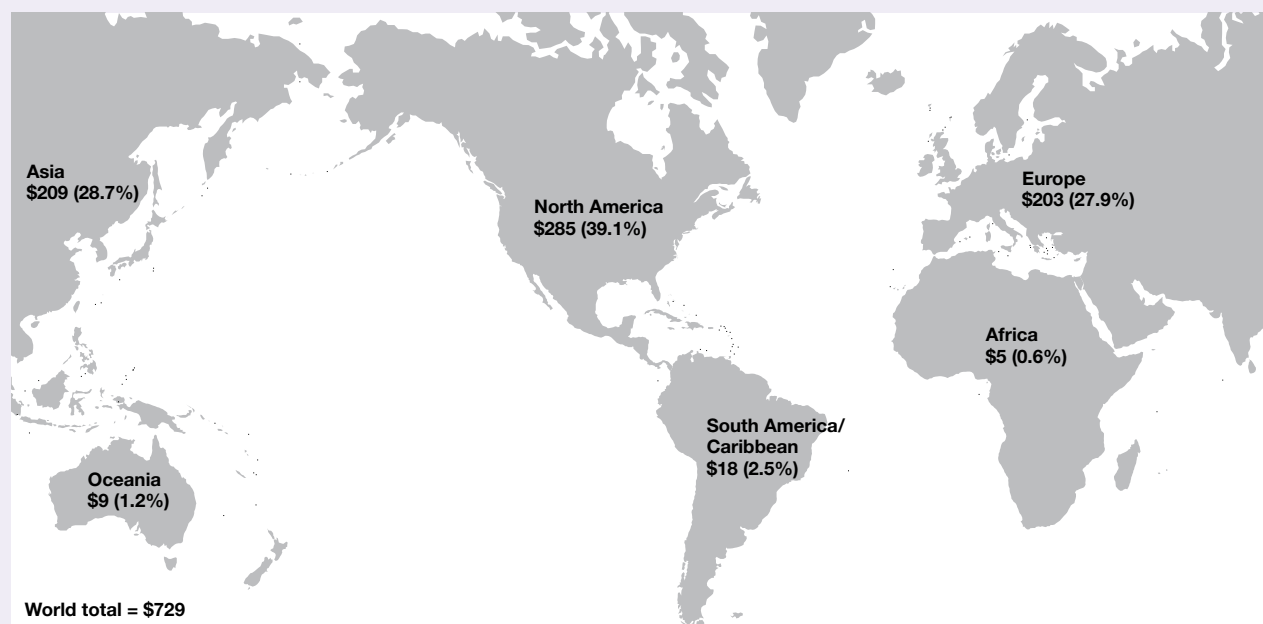 Asia
$209 (28.7%)
North America
$285 (39.1%)
Europe
$203 (27.9%)
Africa
$5 (0.6%)
South America/
Caribbean
$18 (2.5%)
Oceania
$9 (1.2%)
World total = $729